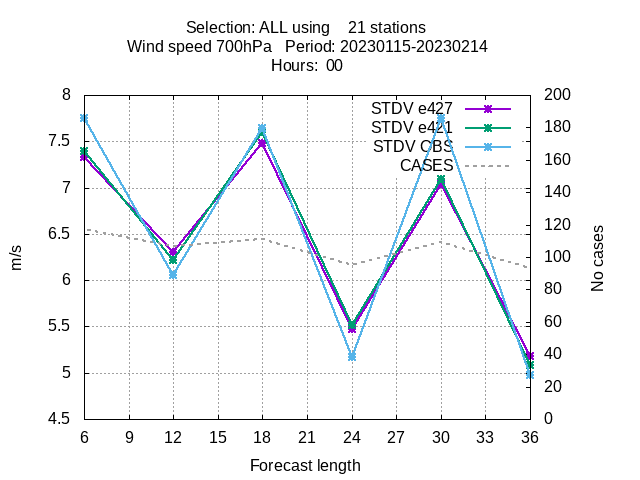 Selection: ALL using 21 stations
Wind speed 700hPa Period: 20230115-20230214
Hours: 00
STDV e427
STDV e421
STDV OBS
CASES
8
7.5
7
6.5
6
5.5
5
4.5
m/s
200
180
160
140
120
100
80
60
40
20
0
No cases
6 9 12 15 18 21 24 27 30 33 36
Forecast length